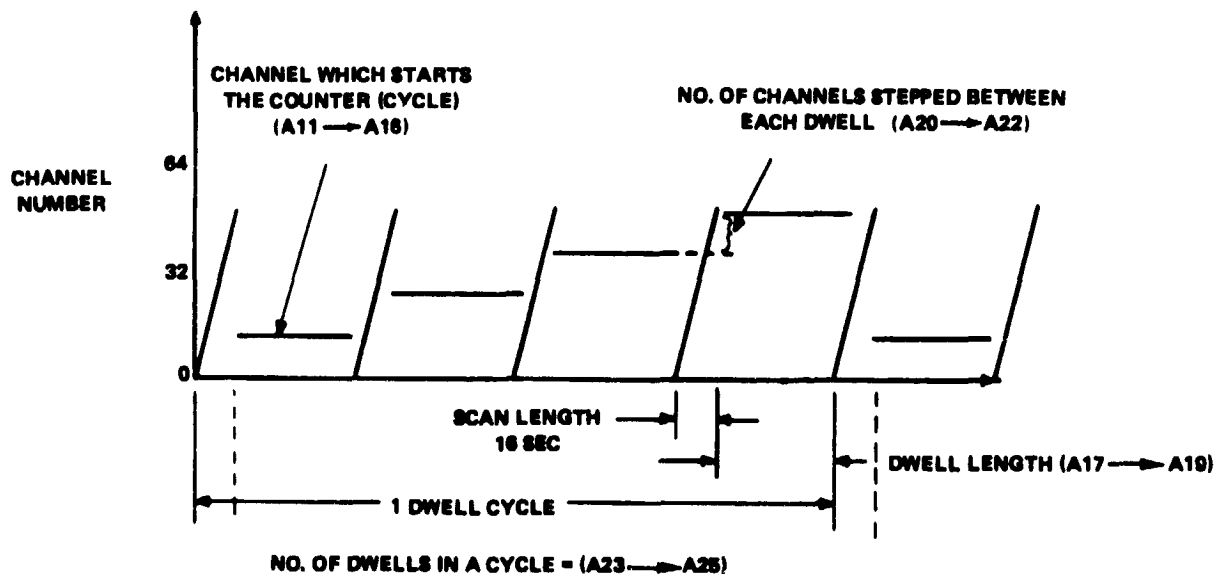 CHANNEL WHICH STARTS
THE COUNTER (CYCLE)
(A11 → A16)
NO. OF CHANNELS STEPPED BETWEEN
EACH DWELL (A20 → A22)
64
CHANNEL
NUMBER
32
0
SCAN LENGTH
16 SEC
DWELL LENGTH (A17 → A19)
1 DWELL CYCLE
NO. OF DWELLS IN A CYCLE = (A23 → A25)